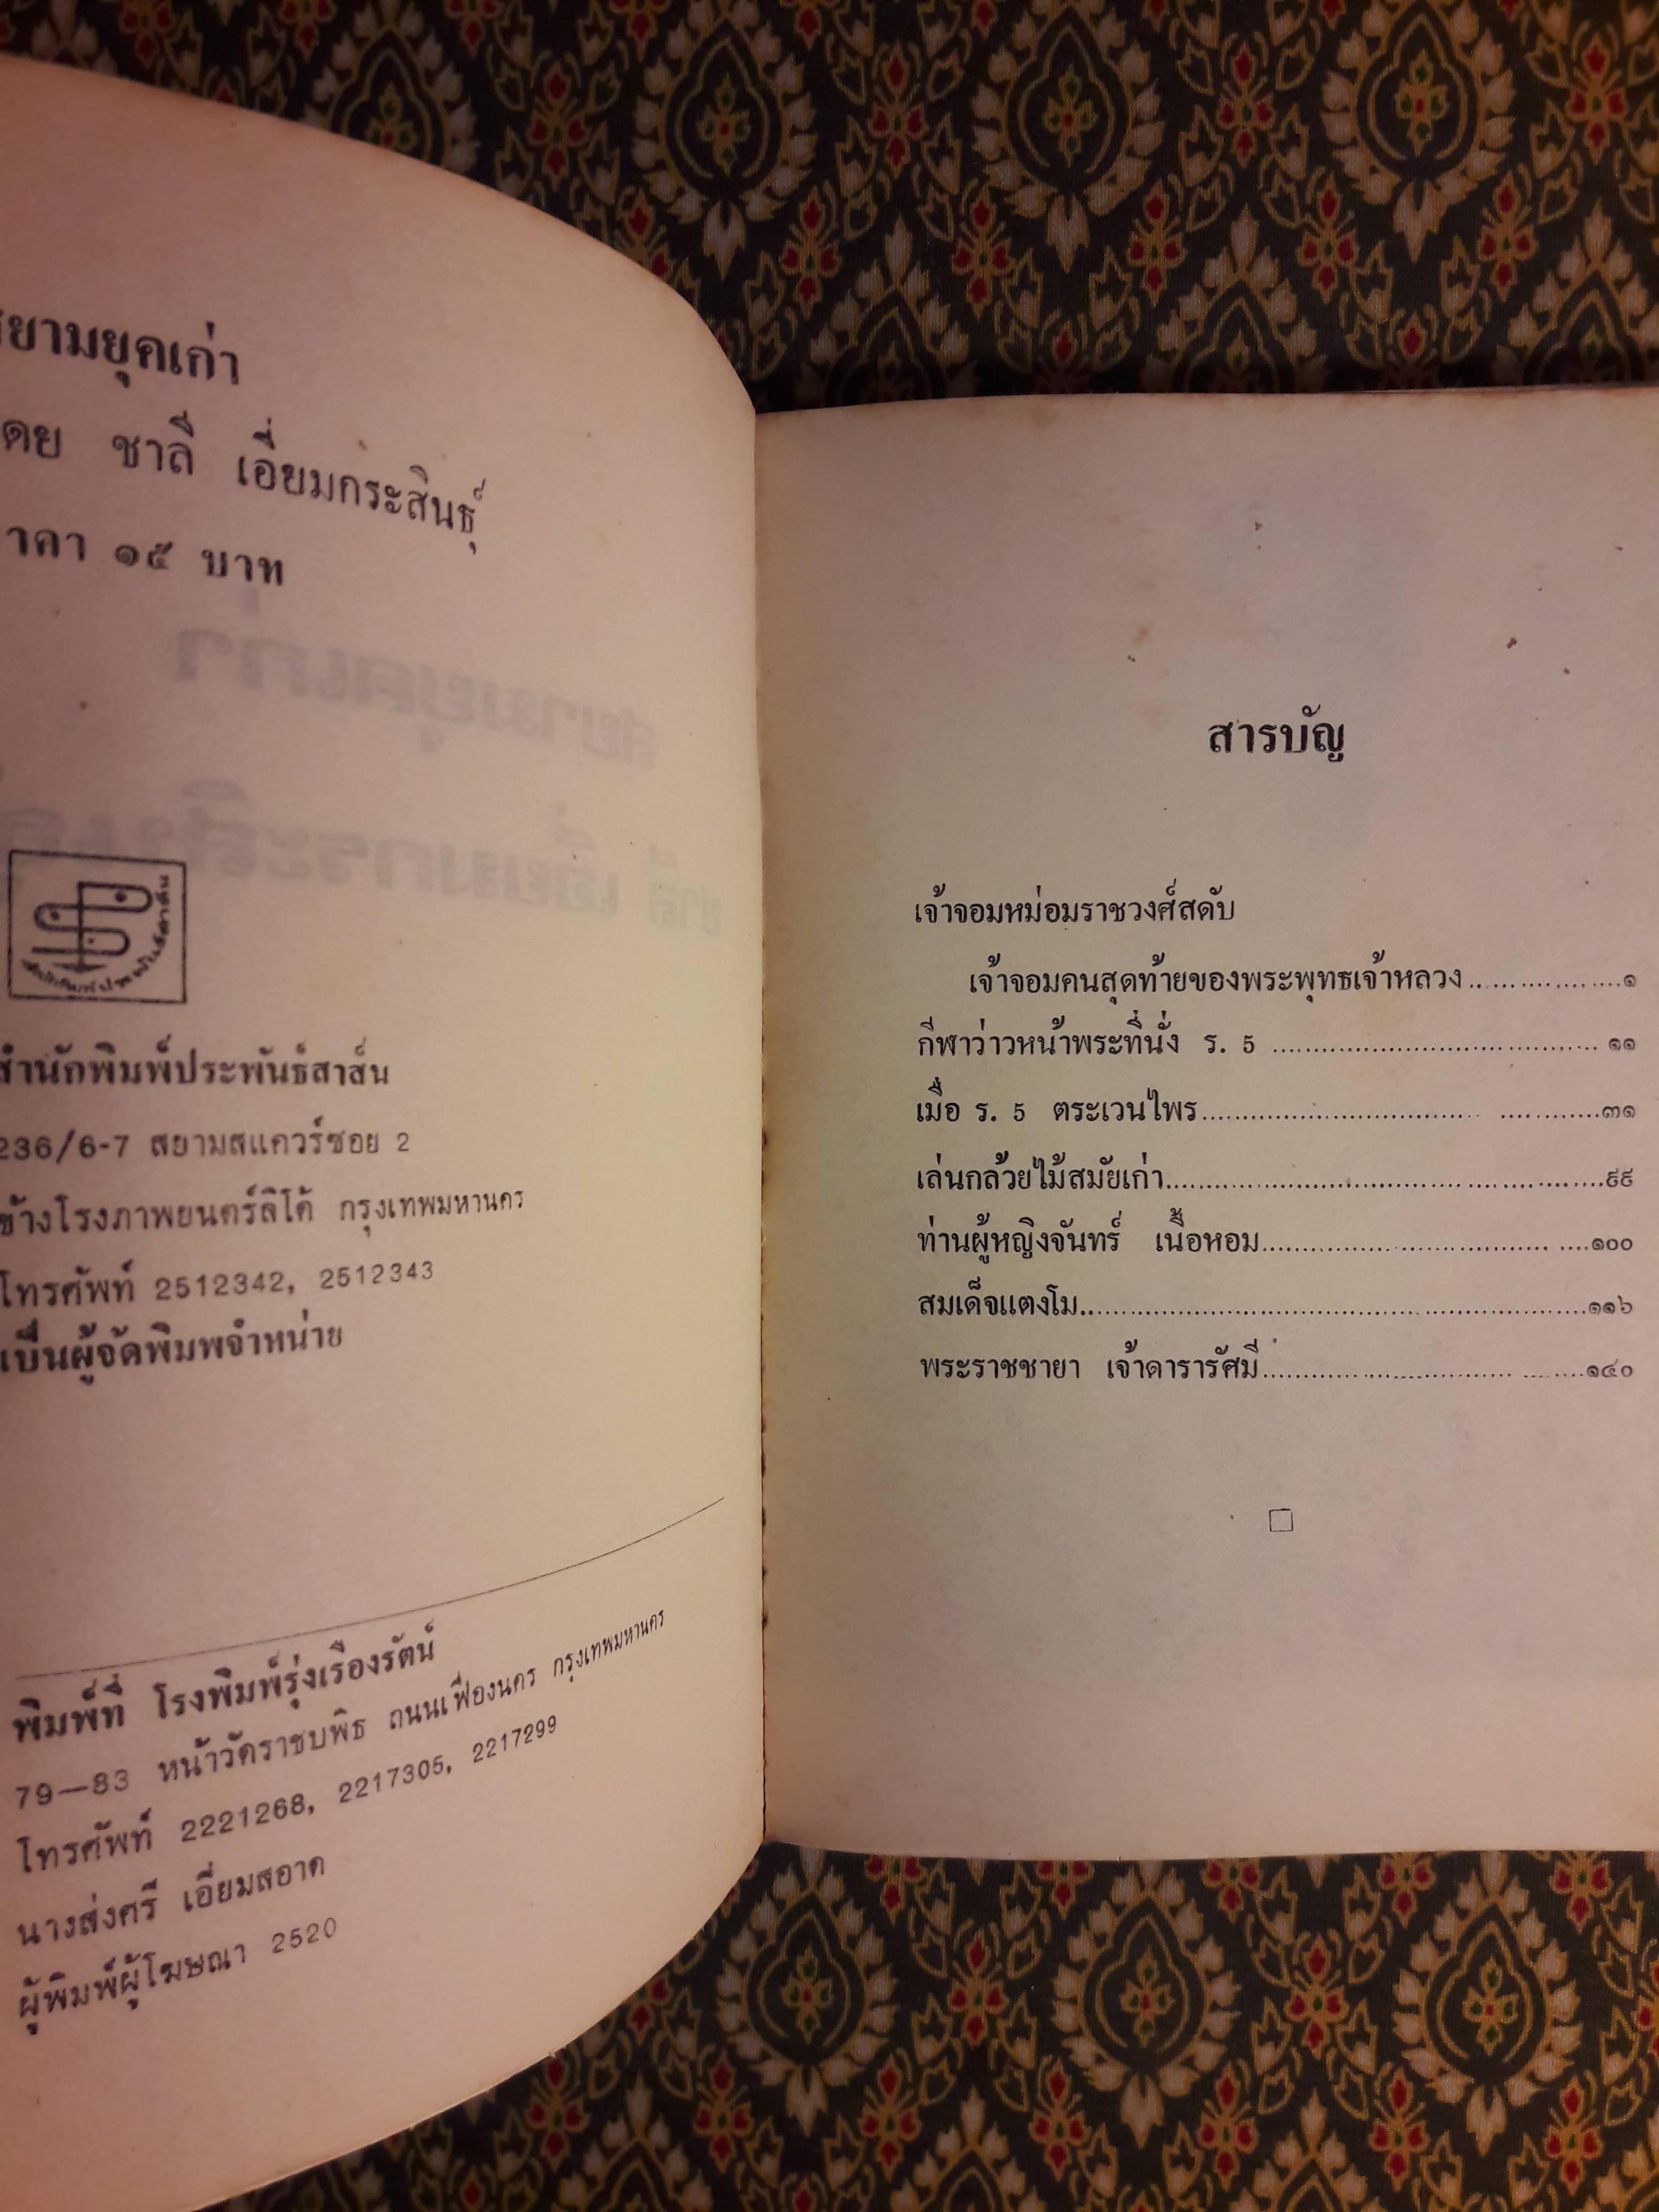 สยามยุคเก่า
โดย ชาลี เอี่ยมกระสินธุ์
ราคา ๑๕ บาท
สำนักพิมพ์ประพันธ์สาส์น
236/6-7 สยามสแควร์ซอย 2
ข้างโรงภาพยนตร์ลิโด้ กรุงเทพมหานคร
โทรศัพท์ 2512342, 2512343
เป็นผู้จัดพิมพจำหน่าย
พิมพ์ที่ โรงพิมพ์รุ่งเรืองรัตน์
79—83 หน้าวัดราชบพิธ ถนนเฟื่องนคร กรุงเทพมหานคร
โทรศัพท์ 2221268, 2217305, 2217299
นางส่งศรี เอี่ยมสอาด
ผู้พิมพ์ผู้โฆษณา 2520
สารบัญ
เจ้าจอมหม่อมราชวงศ์สดับ
เจ้าจอมคนสุดท้ายของพระพุทธเจ้าหลวง....................๑
กีฬาว่าวหน้าพระที่นั่ง ร. 5 ....................๑๑
เมื่อ ร. 5 ตระเวนไพร....................๓๑
เล่นกล้วยไม้สมัยเก่า....................๕๕
ท่านผู้หญิงจันทร์ เนื้อหอม....................๑๐๐
สมเด็จแตงโม....................๑๑๖
พระราชชายา เจ้าดารารัศมี....................๑๔๐